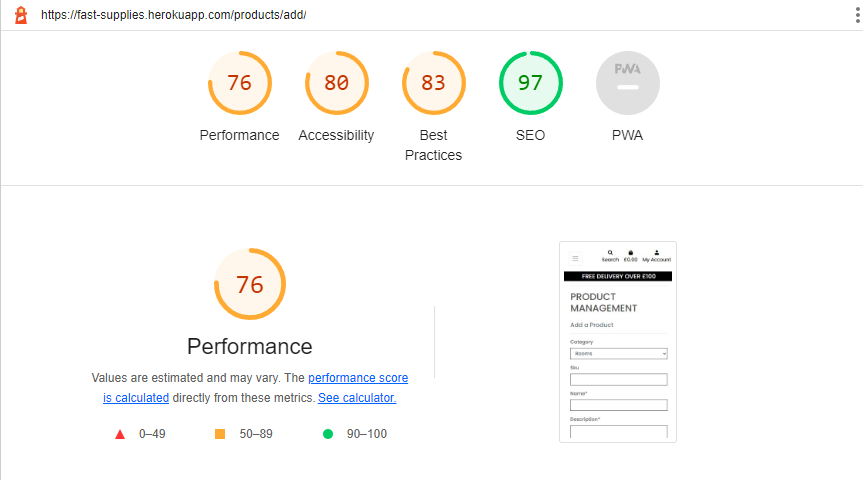 https://fast-supplies.herokuapp.com/products/add/
76
80
83
97
PWA
Performance
Accessibility
Best
Practices
SEO
PWA
76
Performance
Values are estimated and may vary. The performance score
is calculated directly from these metrics. See calculator.
0–49
50–89
90–100
Search
£0.00
My Account
FREE DELIVERY OVER £100
PRODUCT
MANAGEMENT
Add a Product
Category
Rooms
Sku
Name*
Description*